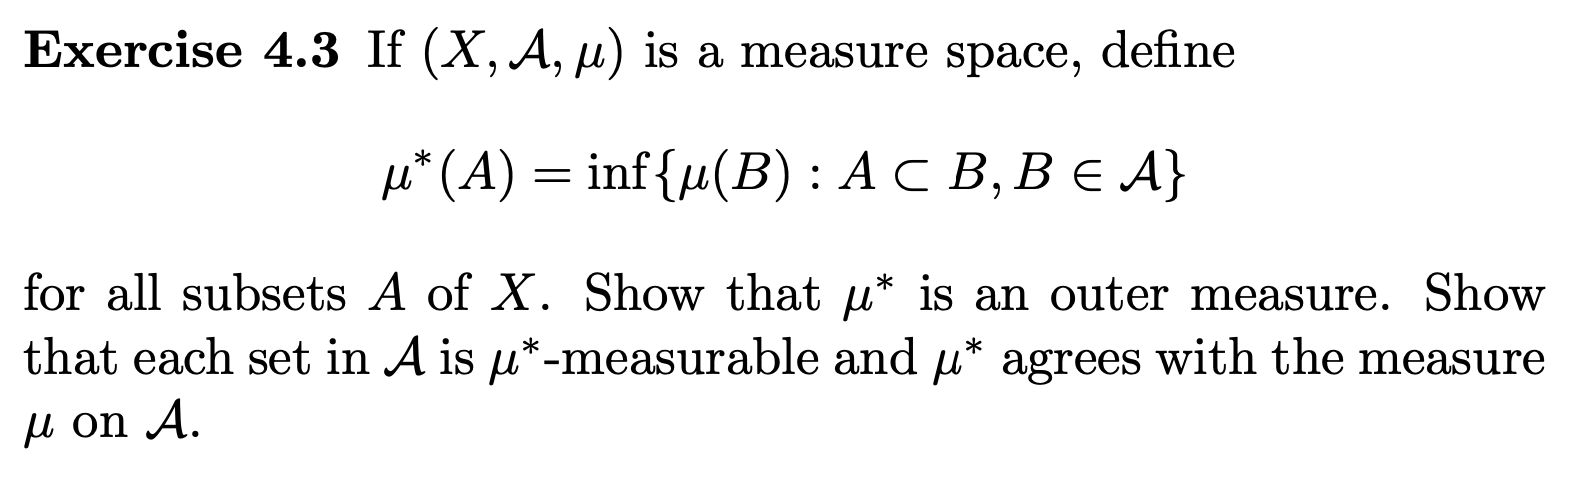 Exercise 4.3 If (X, 𝒜, μ) is a measure space, define
μ*(A) = inf{μ(B) : A ⊂ B, B ∈ 𝒜}
for all subsets A of X. Show that μ* is an outer measure. Show
that each set in 𝒜 is μ*-measurable and μ* agrees with the measure
μ on 𝒜.